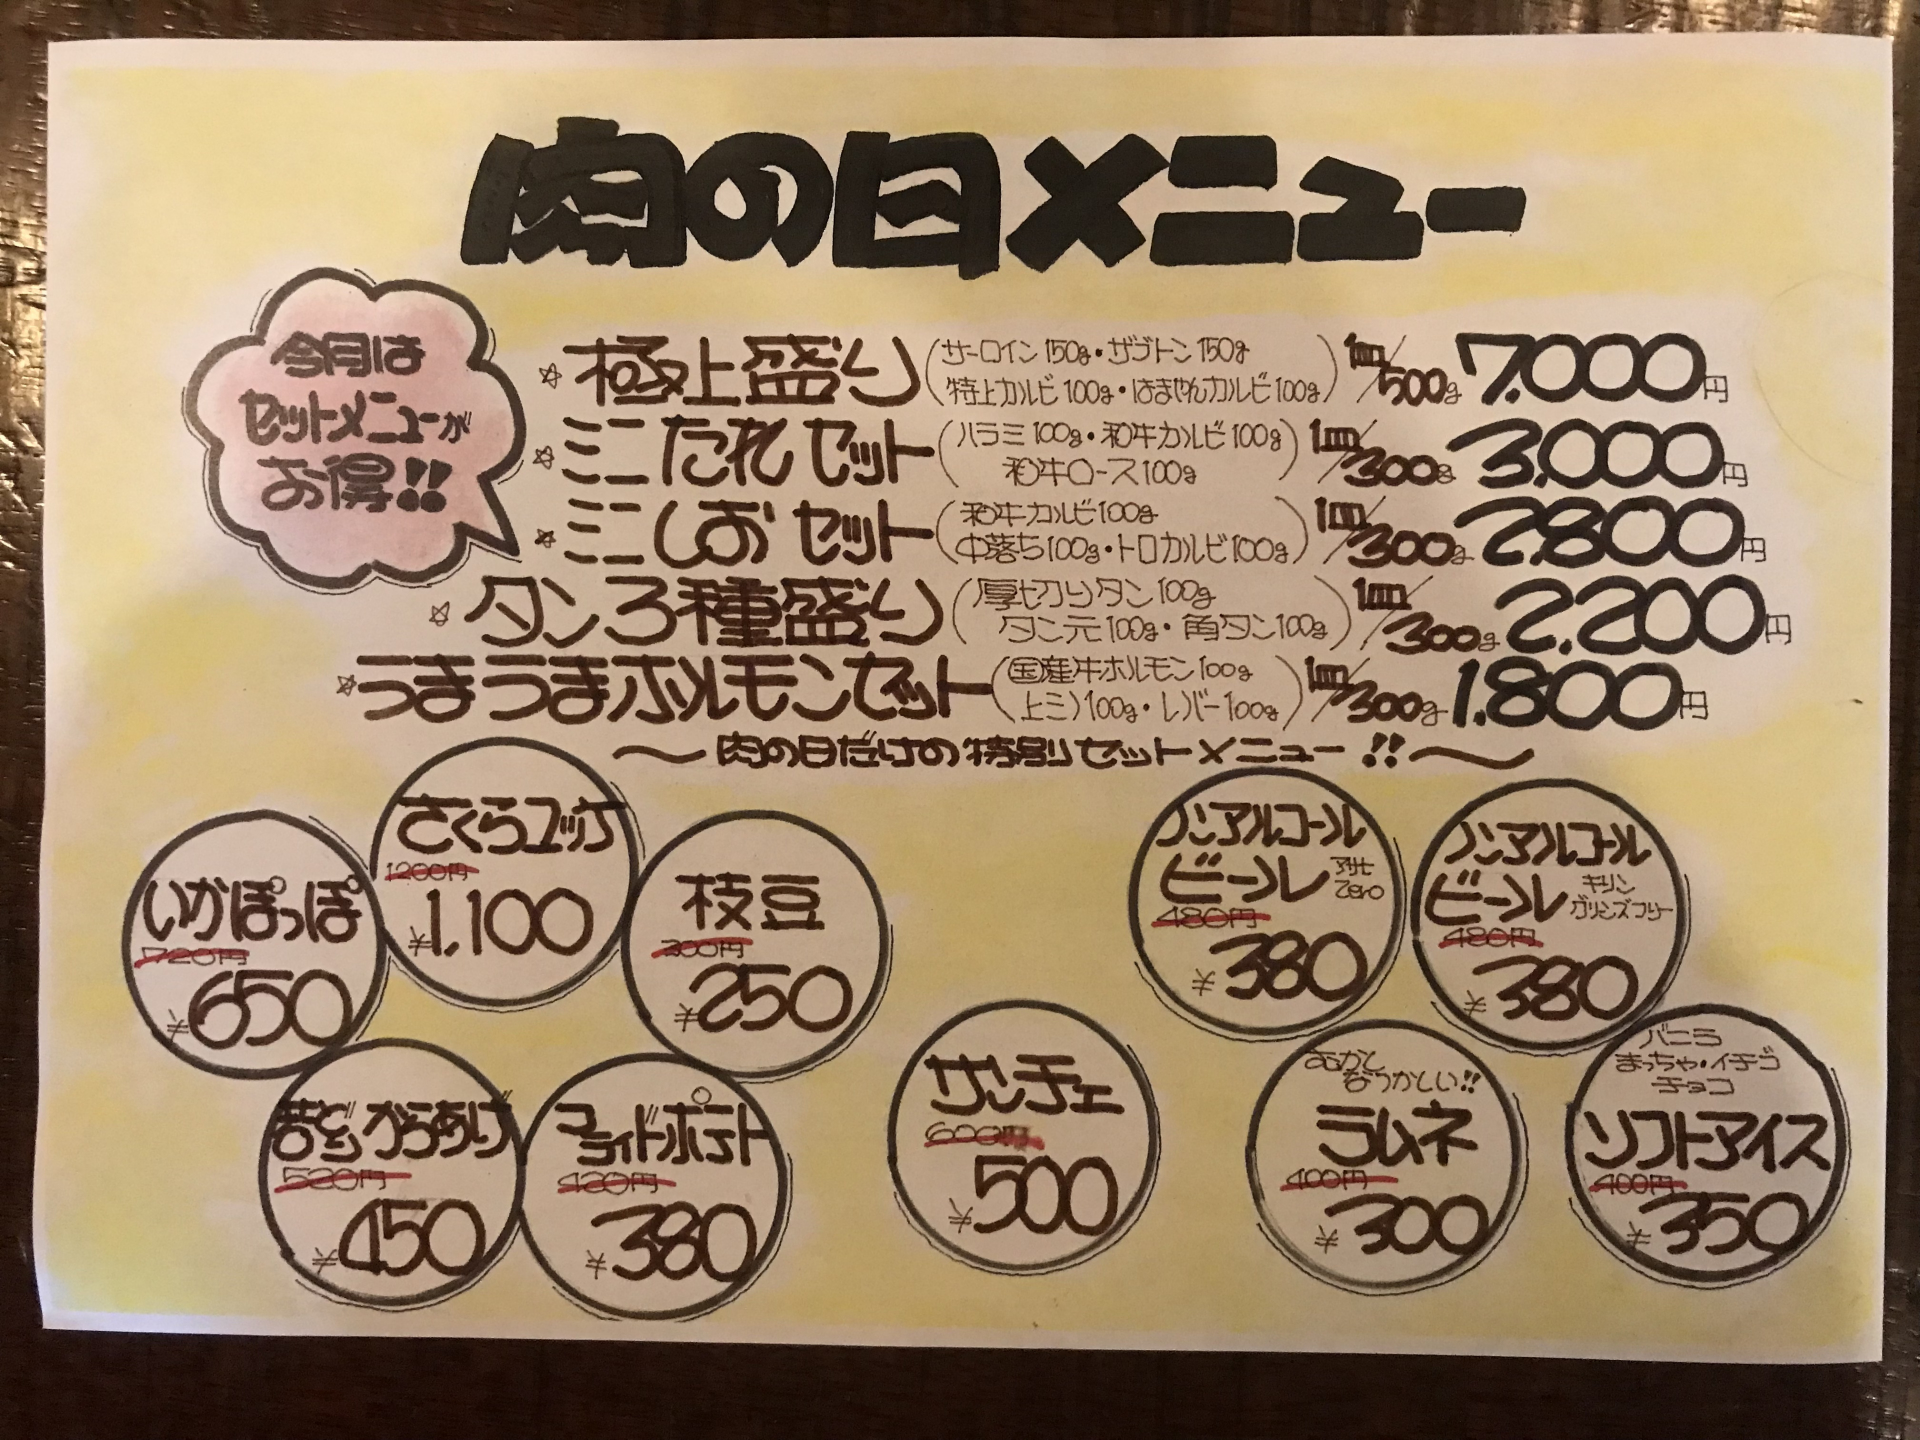 肉の日メニュー
今月は
セットメニューが
お得!!
☆極上盛り(サーロイン150g・ザブトン150g
特上カルビ100g・はまやんカルビ100g) 1皿/500g 7,000円
☆ミニたれセット(ハラミ100g・和牛カルビ100g
和牛ロース100g) 1皿/300g 3,000円
☆ミニしおセット(和牛カルビ100g
中落ち100g・トロカルビ100g) 1皿/300g 2,800円
☆タン3種盛り(厚切りタン100g
タン元100g・角タン100g) 1皿/300g 2,200円
☆うまうまホルモンセット(国産牛ホルモン100g
上ミノ100g・レバー100g) 1皿/300g 1,800円
〜肉の日だけの特別セットメニュー!!〜
いかぽっぽ
720円
¥650
さくらユッケ
1200円
¥1,100
枝豆
300円
¥250
若どりからあげ
520円
¥450
フライドポテト
420円
¥380
サンチェ
600円
¥500
ノンアルコール
ビール アサヒ
Zero
480円
¥380
ノンアルコール
ビール キリン
グリーンズフリー
480円
¥380
むかし
なつかしい!!
ラムネ
400円
¥300
バニラ
まっちゃ・イチゴ
チョコ
ソフトアイス
400円
¥350